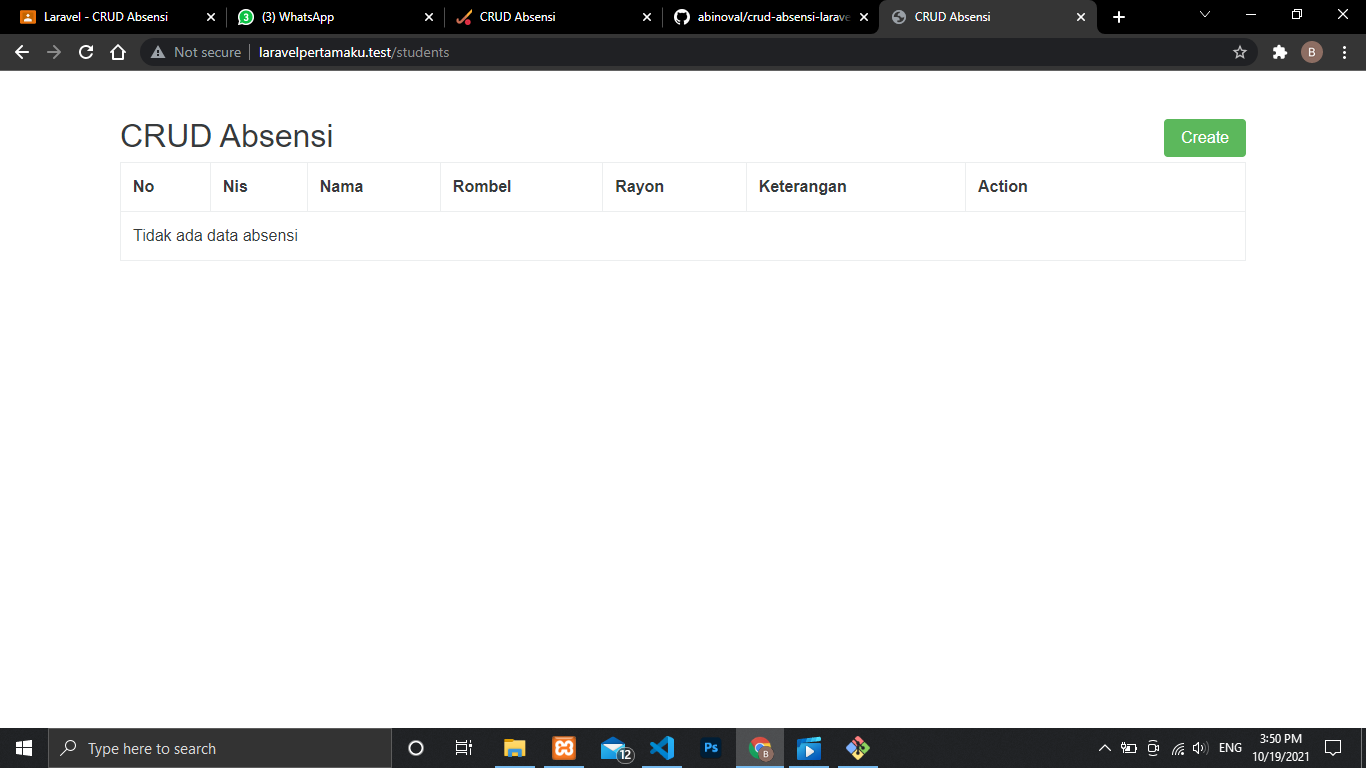 Laravel - CRUD Absensi
(3) WhatsApp
CRUD Absensi
abinoval/crud-absensi-larave
CRUD Absensi
Not secure laravelpertamaku.test/students
B
CRUD Absensi
Create
No Nis Nama Rombel Rayon Keterangan Action
Tidak ada data absensi
Type here to search
12
Ps
B
ENG
3:50 PM
10/19/2021